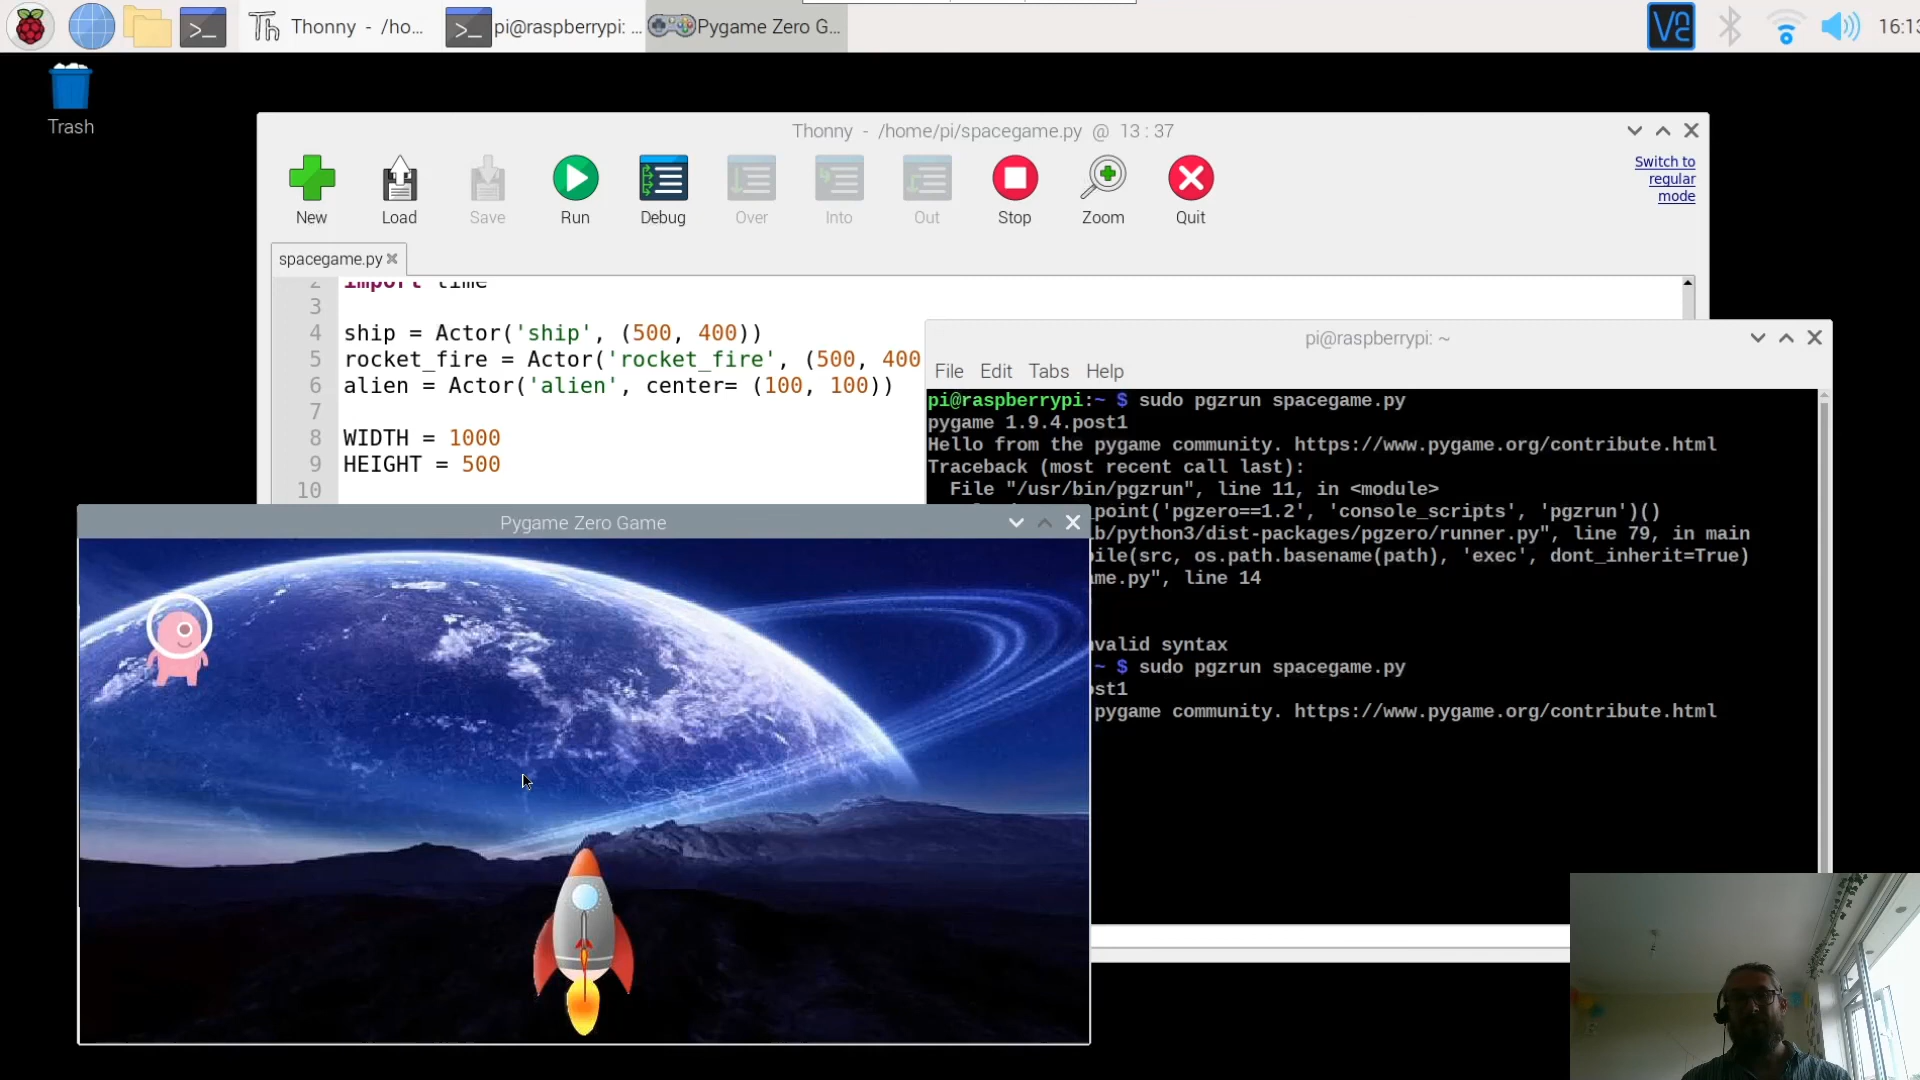 Thonny - /ho...
pi@raspberrypi: ...
Pygame Zero G...
16:13
Trash
Thonny - /home/pi/spacegame.py @ 13 : 37
Switch to
regular
mode
New
Load
Save
Run
Debug
Over
Into
Out
Stop
Zoom
Quit
spacegame.py
2 import time
3
4 ship = Actor('ship', (500, 400))
5 rocket_fire = Actor('rocket_fire', (500, 400
6 alien = Actor('alien', center= (100, 100))
7
8 WIDTH = 1000
9 HEIGHT = 500
10
pi@raspberrypi: ~
File Edit Tabs Help
pi@raspberrypi:~ $ sudo pgzrun spacegame.py
pygame 1.9.4.post1
Hello from the pygame community. https://www.pygame.org/contribute.html
Traceback (most recent call last):
File "/usr/bin/pgzrun", line 11, in <module>
point('pgzero==1.2', 'console_scripts', 'pgzrun')()
b/python3/dist-packages/pgzero/runner.py", line 79, in main
ile(src, os.path.basename(path), 'exec', dont_inherit=True)
me.py", line 14
valid syntax
~ $ sudo pgzrun spacegame.py
st1
pygame community. https://www.pygame.org/contribute.html
Pygame Zero Game